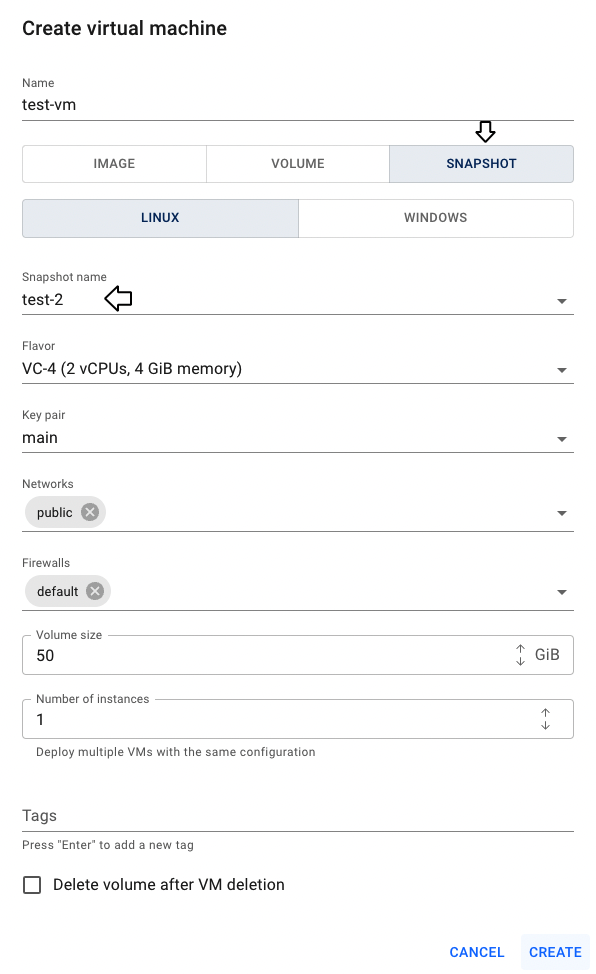 Create virtual machine
Name
test-vm
IMAGE VOLUME SNAPSHOT
LINUX WINDOWS
Snapshot name
test-2
Flavor
VC-4 (2 vCPUs, 4 GiB memory)
Key pair
main
Networks
public
Firewalls
default
Volume size
50 GiB
Number of instances
1
Deploy multiple VMs with the same configuration
Tags
Press "Enter" to add a new tag
Delete volume after VM deletion
CANCEL CREATE